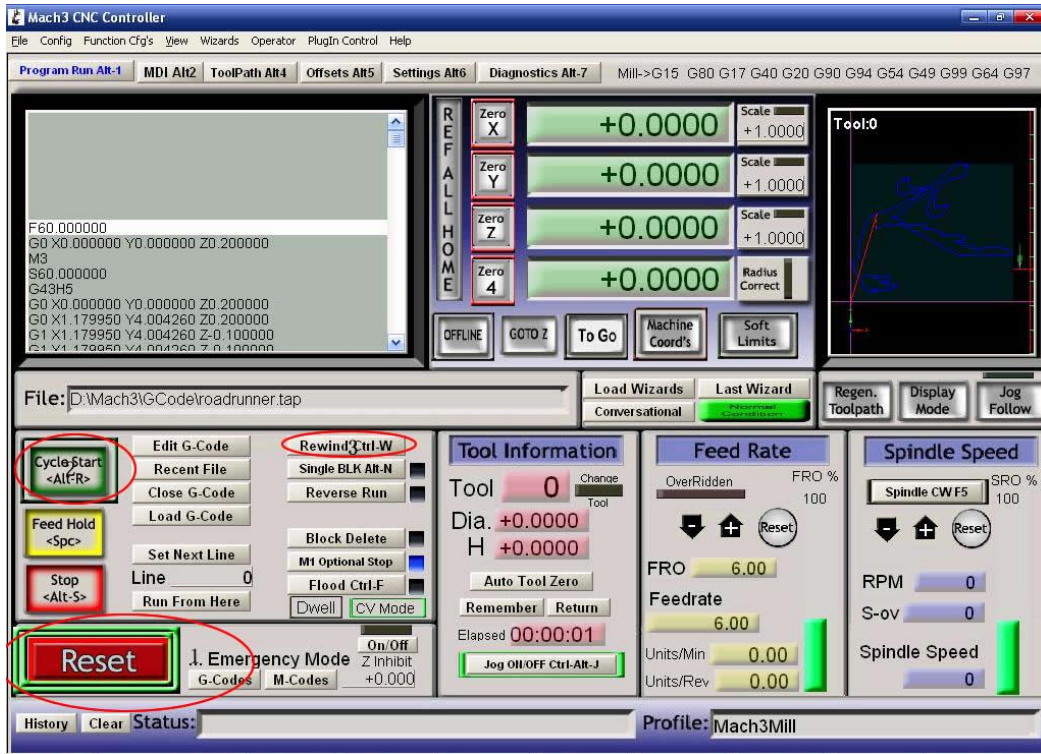 Mach3 CNC Controller
File Config Function Cfg's View Wizards Operator PlugIn Control Help
Program Run Alt-1 MDI Alt2 ToolPath Alt4 Offsets Alt5 Settings Alt6 Diagnostics Alt-7 Mill->G15 G80 G17 G40 G20 G90 G94 G54 G49 G99 G64 G97
F60.000000
G0 X0.000000 Y0.000000 Z0.200000
M3
S60.000000
G43H5
G0 X0.000000 Y0.000000 Z0.200000
G0 X1.179950 Y4.004260 Z0.200000
G1 X1.179950 Y4.004260 Z-0.100000
G1 X1.179950 Y4.004260 Z-0.100000
REF ALL HOME
Zero X +0.0000 Scale +1.0000
Zero Y +0.0000 Scale +1.0000
Zero Z +0.0000 Scale +1.0000
Zero 4 +0.0000 Radius Correct
OFFLINE GOTO Z To Go Machine Coord's Soft Limits
Tool:0
File: D:\Mach3\GCode\roadrunner.tap
Load Wizards Last Wizard
Conversational Normal Condition
Regen. Toolpath Display Mode Jog Follow
Cycle Start <Alt-R>
2
Feed Hold <Spc>
Stop <Alt-S>
Edit G-Code
Recent File
Close G-Code
Load G-Code
Set Next Line
Line 0
Run From Here
Rewind Ctrl-W
3
Single BLK Alt-N
Reverse Run
Block Delete
M1 Optional Stop
Flood Ctrl-F
Dwell CV Mode
Reset
1. Emergency Mode
G-Codes M-Codes
On/Off
Z Inhibit
+0.000
Tool Information
Tool 0 Change Tool
Dia. +0.0000
H +0.0000
Auto Tool Zero
Remember Return
Elapsed 00:00:01
Jog ON/OFF Ctrl-Alt-J
Feed Rate
OverRidden FRO %
100
Reset
FRO 6.00
Feedrate
6.00
Units/Min 0.00
Units/Rev 0.00
Spindle Speed
Spindle CW F5 SRO %
100
Reset
RPM 0
S-ov 0
Spindle Speed
0
History Clear Status: Profile: Mach3Mill